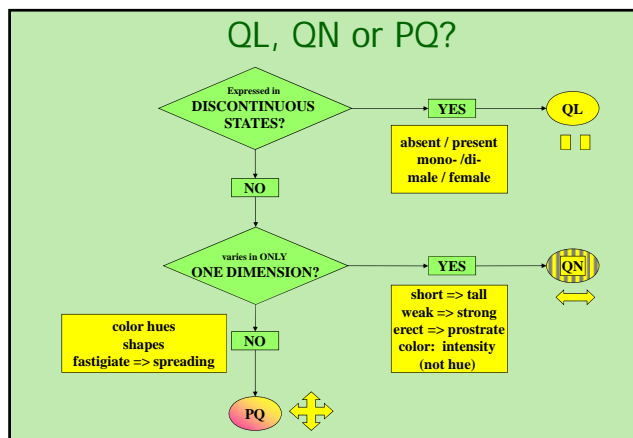 QL, QN or PQ?
Expressed in
DISCONTINUOUS
STATES?
YES
QL
absent / present
mono- /di-
male / female
NO
varies in ONLY
ONE DIMENSION?
YES
QN
short => tall
weak => strong
erect => prostrate
color: intensity
(not hue)
color hues
shapes
fastigiate => spreading
NO
PQ